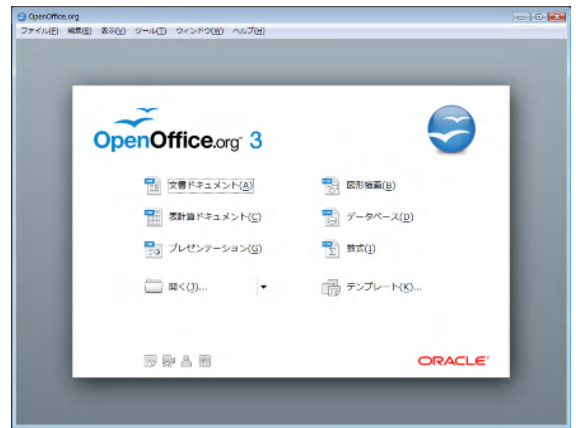 OpenOffice.org
ファイル(F) 編集(E) 表示(V) ツール(T) ウィンドウ(W) ヘルプ(H)
OpenOffice.org 3
文書ドキュメント(A)
図形描画(B)
表計算ドキュメント(C)
データベース(D)
プレゼンテーション(G)
数式(I)
開く(J)...
テンプレート(K)...
ORACLE